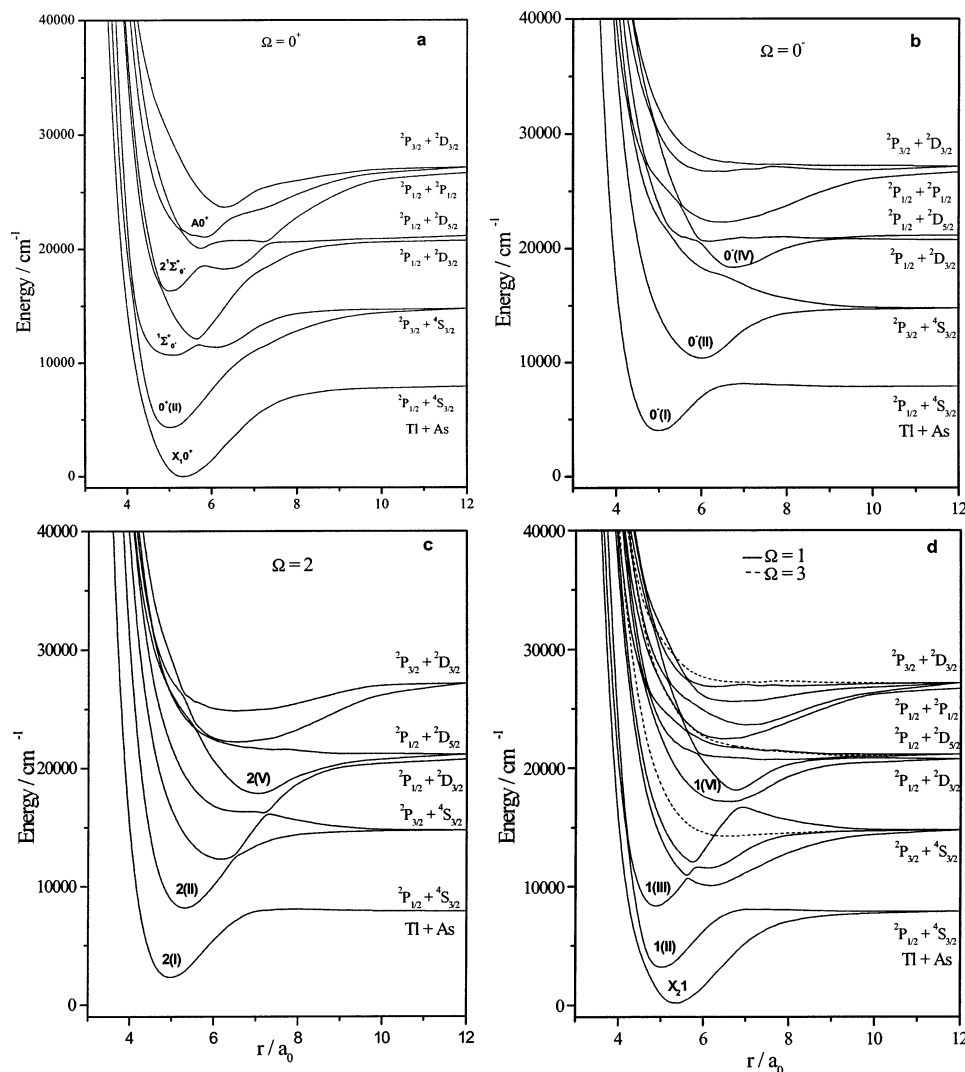 a
Ω = 0⁺
40000
30000
20000
10000
0
Energy / cm⁻¹
²P₃/₂ + ²D₃/₂
²P₁/₂ + ²P₁/₂
²P₁/₂ + ²D₅/₂
²P₁/₂ + ²D₃/₂
²P₃/₂ + ⁴S₃/₂
²P₁/₂ + ⁴S₃/₂
Tl + As
A0⁺
2¹Σ⁺₀-
¹Σ⁺₀-
0⁺(II)
X₁0⁺
4 6 8 10 12
b
Ω = 0⁻
40000
30000
20000
10000
0
Energy / cm⁻¹
²P₃/₂ + ²D₃/₂
²P₁/₂ + ²P₁/₂
²P₁/₂ + ²D₅/₂
²P₁/₂ + ²D₃/₂
²P₃/₂ + ⁴S₃/₂
²P₁/₂ + ⁴S₃/₂
Tl + As
0⁻(IV)
0⁻(II)
0⁻(I)
4 6 8 10 12
c
Ω = 2
40000
30000
20000
10000
0
Energy / cm⁻¹
²P₃/₂ + ²D₃/₂
²P₁/₂ + ²D₅/₂
²P₁/₂ + ²D₃/₂
²P₃/₂ + ⁴S₃/₂
²P₁/₂ + ⁴S₃/₂
Tl + As
2(V)
2(II)
2(I)
4 6 8 10 12
r / a₀
d
Ω = 1
Ω = 3
40000
30000
20000
10000
0
Energy / cm⁻¹
²P₃/₂ + ²D₃/₂
²P₁/₂ + ²P₁/₂
²P₁/₂ + ²D₅/₂
²P₁/₂ + ²D₃/₂
²P₃/₂ + ⁴S₃/₂
²P₁/₂ + ⁴S₃/₂
Tl + As
1(VI)
1(III)
1(II)
X₂1
4 6 8 10 12
r / a₀